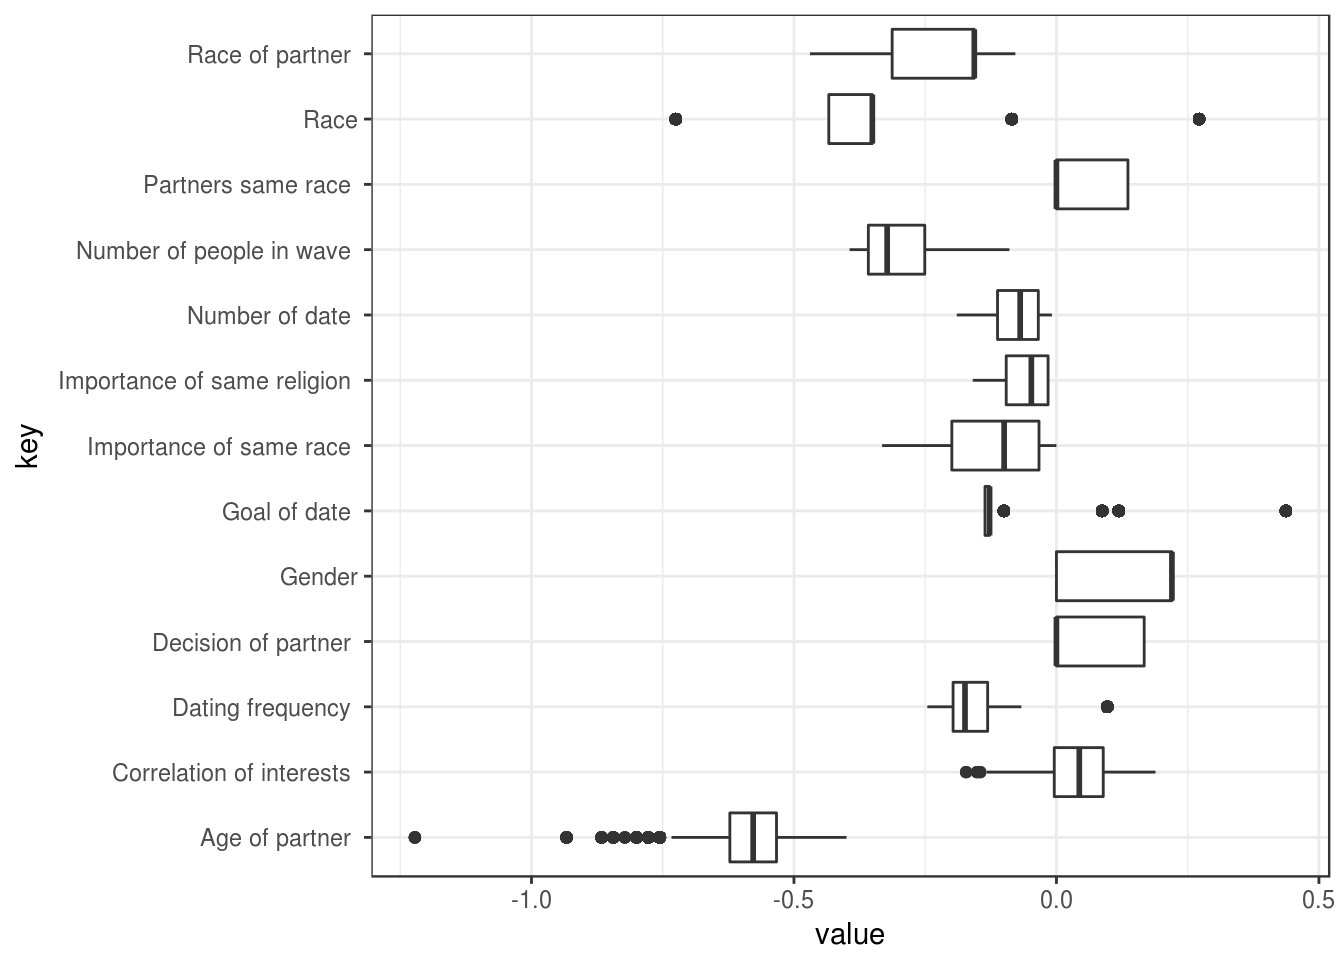 Race of partner
Race
Partners same race
Number of people in wave
Number of date
Importance of same religion
Importance of same race
Goal of date
Gender
Decision of partner
Dating frequency
Correlation of interests
Age of partner
key
-1.0 -0.5 0.0 0.5
value